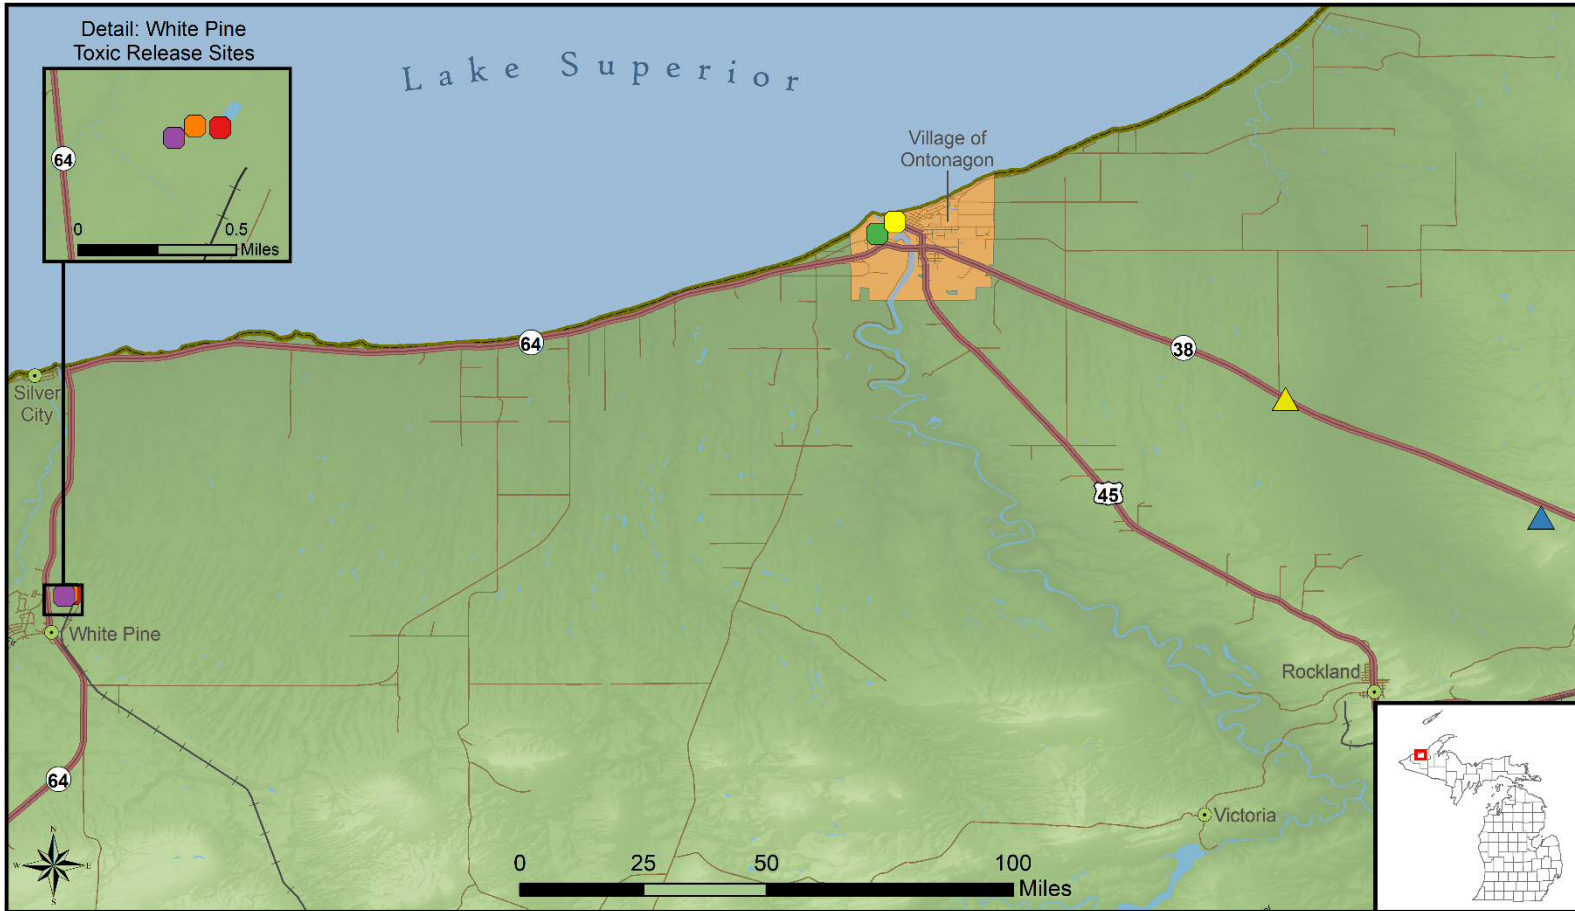 Detail: White Pine
Toxic Release Sites
64
0 0.5
Miles
Lake Superior
Village of
Ontonagon
64
38
45
Silver
City
White Pine
64
Rockland
Victoria
N
W E
S
0 25 50 100
Miles